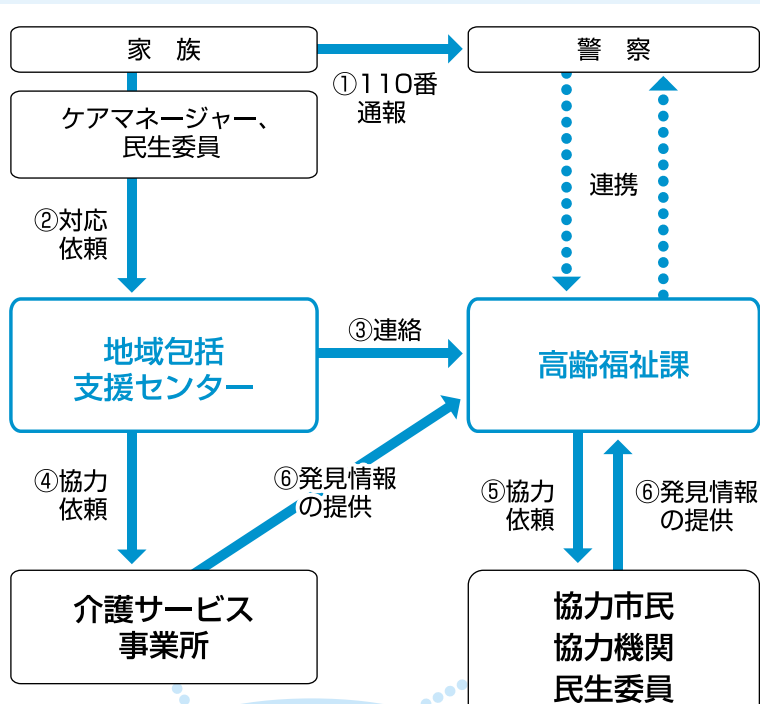 家 族
警 察
①110番
通報
ケアマネージャー、
民生委員
連携
②対応
依頼
地域包括
支援センター
③連絡
高齢福祉課
④協力
依頼
⑥発見情報
の提供
⑤協力
依頼
⑥発見情報
の提供
介護サービス
事業所
協力市民
協力機関
民生委員